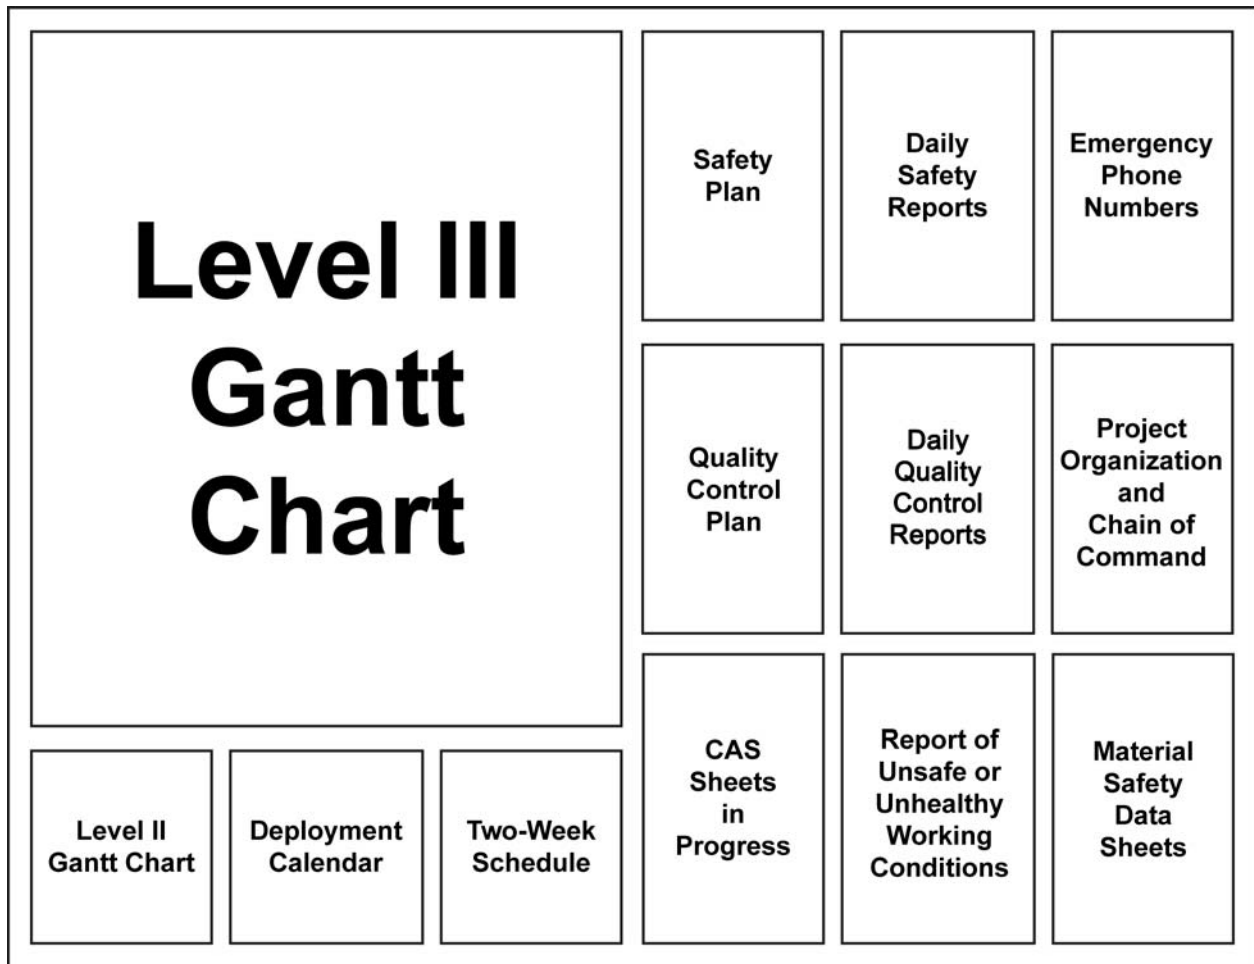 Level III
Gantt
Chart
Safety
Plan
Daily
Safety
Reports
Emergency
Phone
Numbers
Quality
Control
Plan
Daily
Quality
Control
Reports
Project
Organization
and
Chain of
Command
Level II
Gantt Chart
Deployment
Calendar
Two-Week
Schedule
CAS
Sheets
in
Progress
Report of
Unsafe or
Unhealthy
Working
Conditions
Material
Safety
Data
Sheets